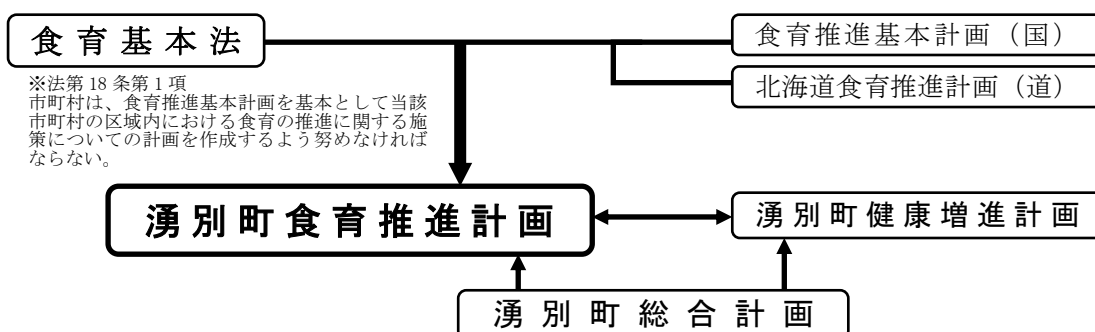 食育基本法
食育推進基本計画（国）
※法第18条第1項
市町村は、食育推進基本計画を基本として当該
市町村の区域内における食育の推進に関する施
策についての計画を作成するよう努めなければ
ならない。
北海道食育推進計画（道）
湧別町食育推進計画
湧別町健康増進計画
湧別町総合計画